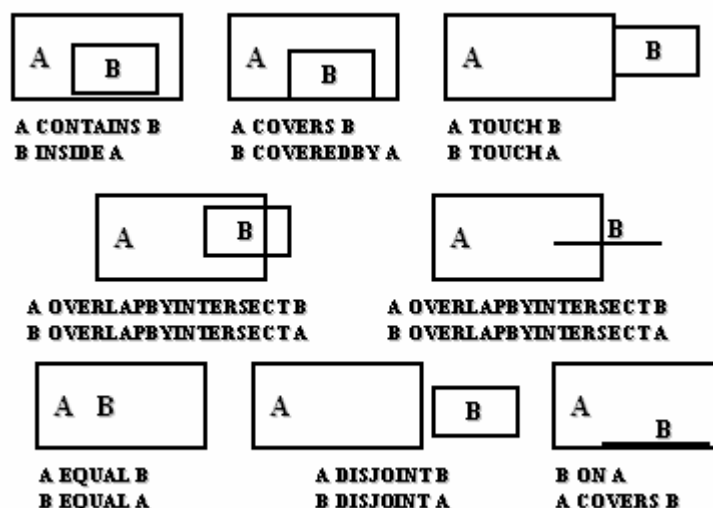 A B
A CONTAINS B
B INSIDE A
A B
A COVERS B
B COVEREDBY A
A B
A TOUCH B
B TOUCH A
A B
A OVERLAPBYINTERSECT B
B OVERLAPBYINTERSECT A
A B
A OVERLAPBYINTERSECT B
B OVERLAPBYINTERSECT A
A B
A EQUAL B
B EQUAL A
A B
A DISJOINT B
B DISJOINT A
A B
B ON A
A COVERS B